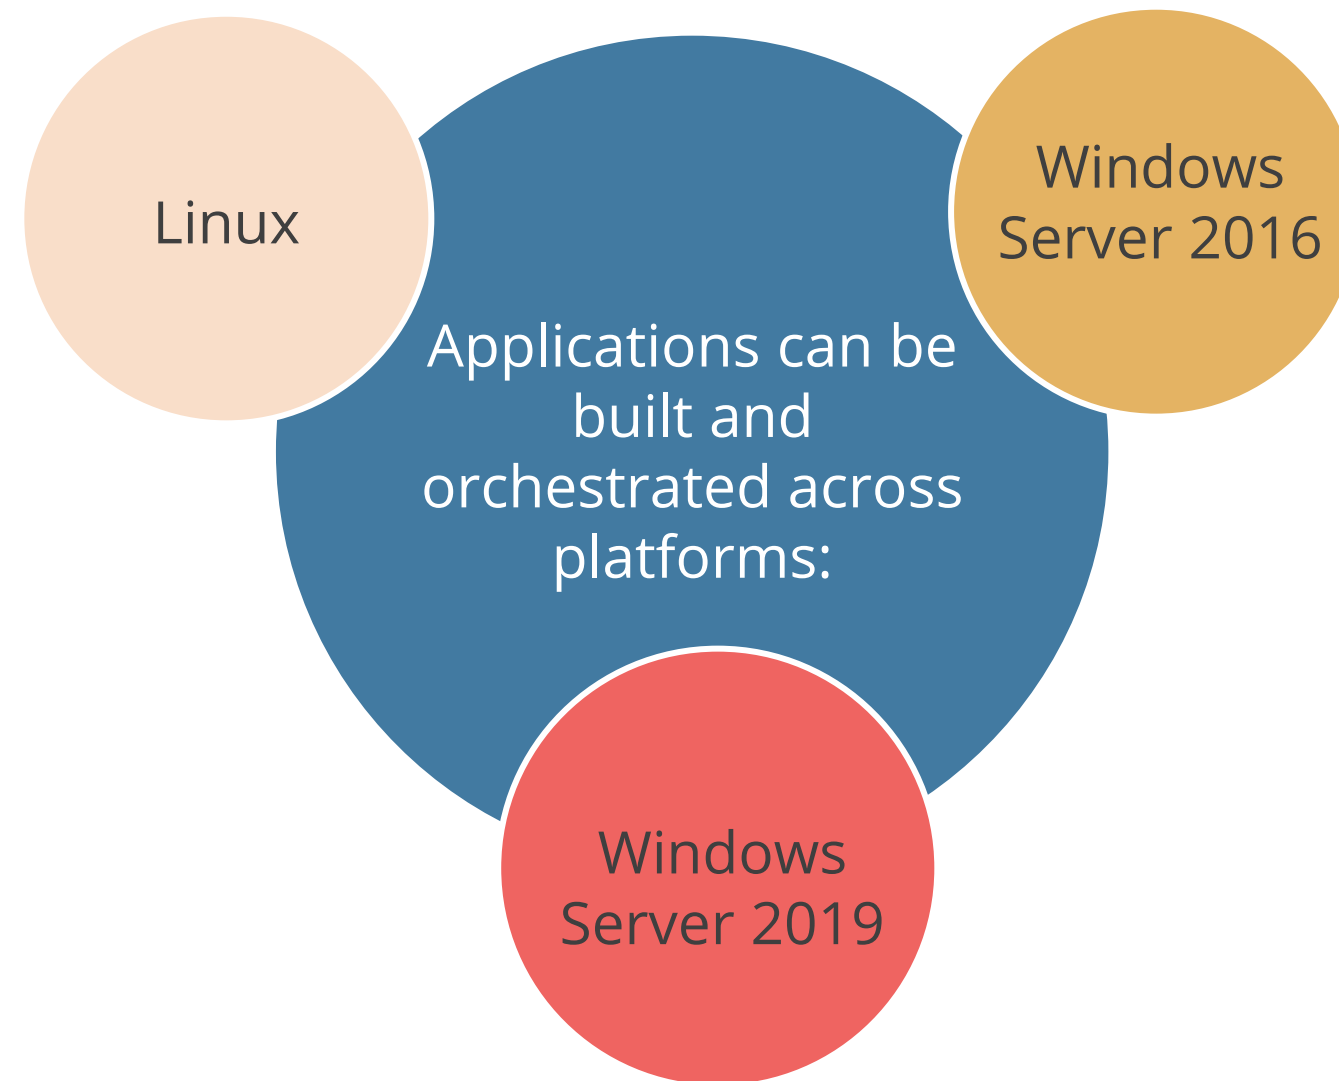 Linux
Windows
Server 2016
Applications can be
built and
orchestrated across
platforms:
Windows
Server 2019